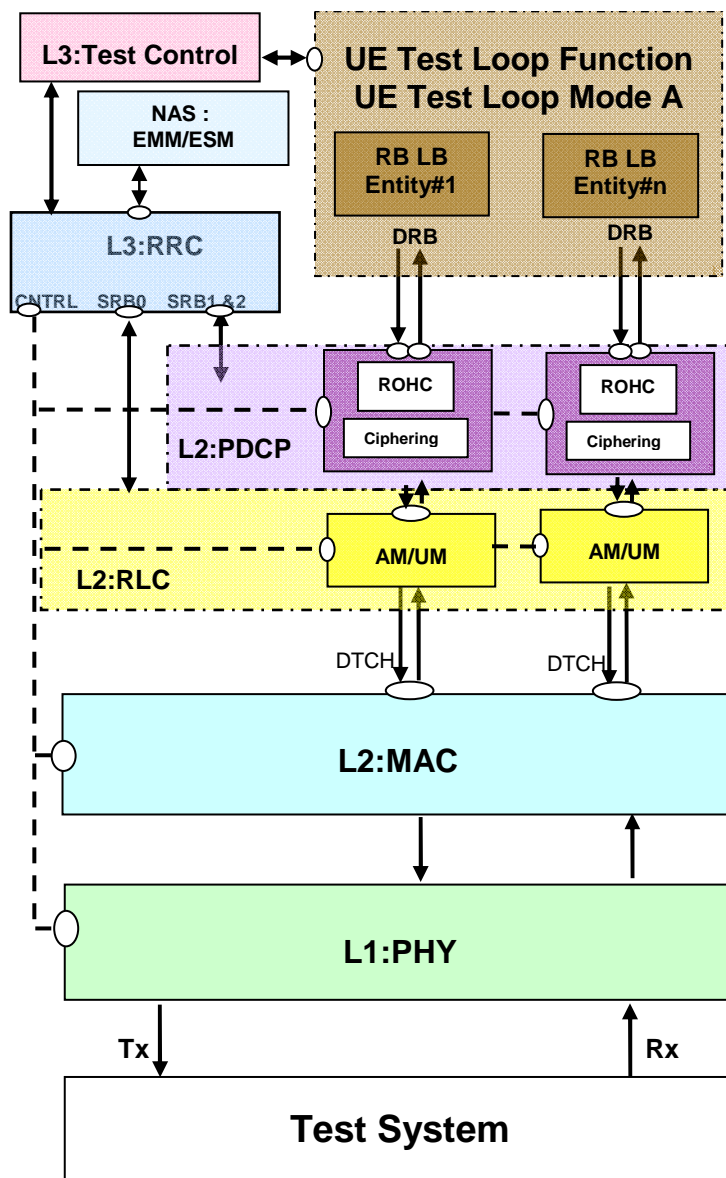 L3:Test Control
UE Test Loop Function
UE Test Loop Mode A
NAS :
EMM/ESM
RB LB
Entity#1
RB LB
Entity#n
DRB
DRB
L3:RRC
CNTRL
SRB0
SRB1 &2
ROHC
Ciphering
ROHC
Ciphering
L2:PDCP
AM/UM
AM/UM
L2:RLC
DTCH
DTCH
L2:MAC
L1:PHY
Tx
Rx
Test System